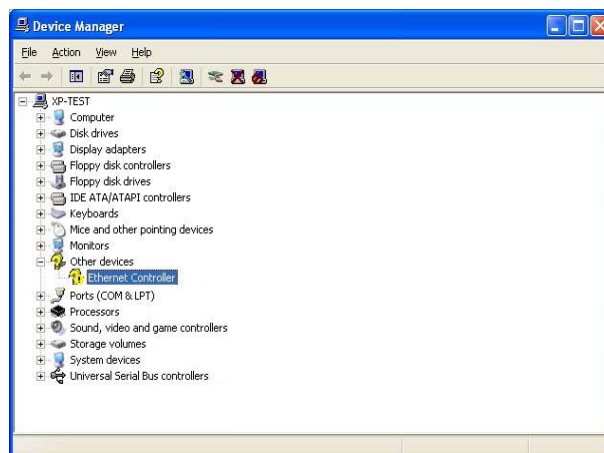 Device Manager
File Action View Help
XP-TEST
Computer
Disk drives
Display adapters
Floppy disk controllers
Floppy disk drives
IDE ATA/ATAPI controllers
Keyboards
Mice and other pointing devices
Monitors
Other devices
Ethernet Controller
Ports (COM & LPT)
Processors
Sound, video and game controllers
Storage volumes
System devices
Universal Serial Bus controllers